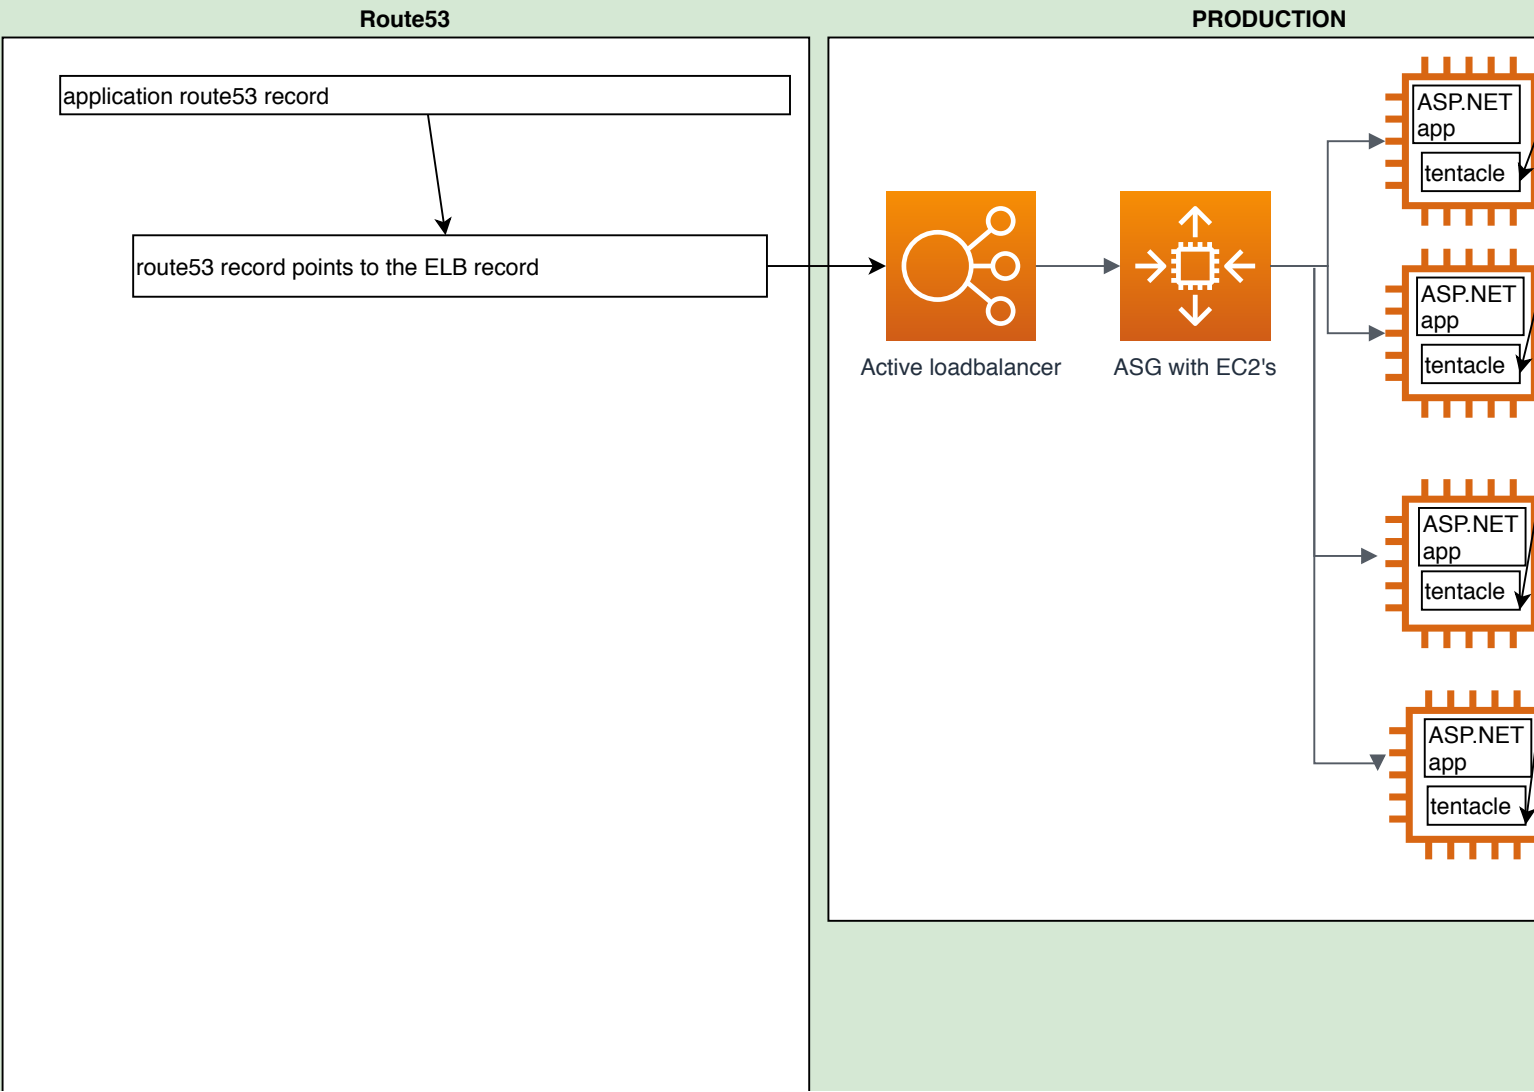 Route53
PRODUCTION
application route53 record
route53 record points to the ELB record
Active loadbalancer
ASG with EC2's
ASP.NET
app
tentacle
ASP.NET
app
tentacle
ASP.NET
app
tentacle
ASP.NET
app
tentacle